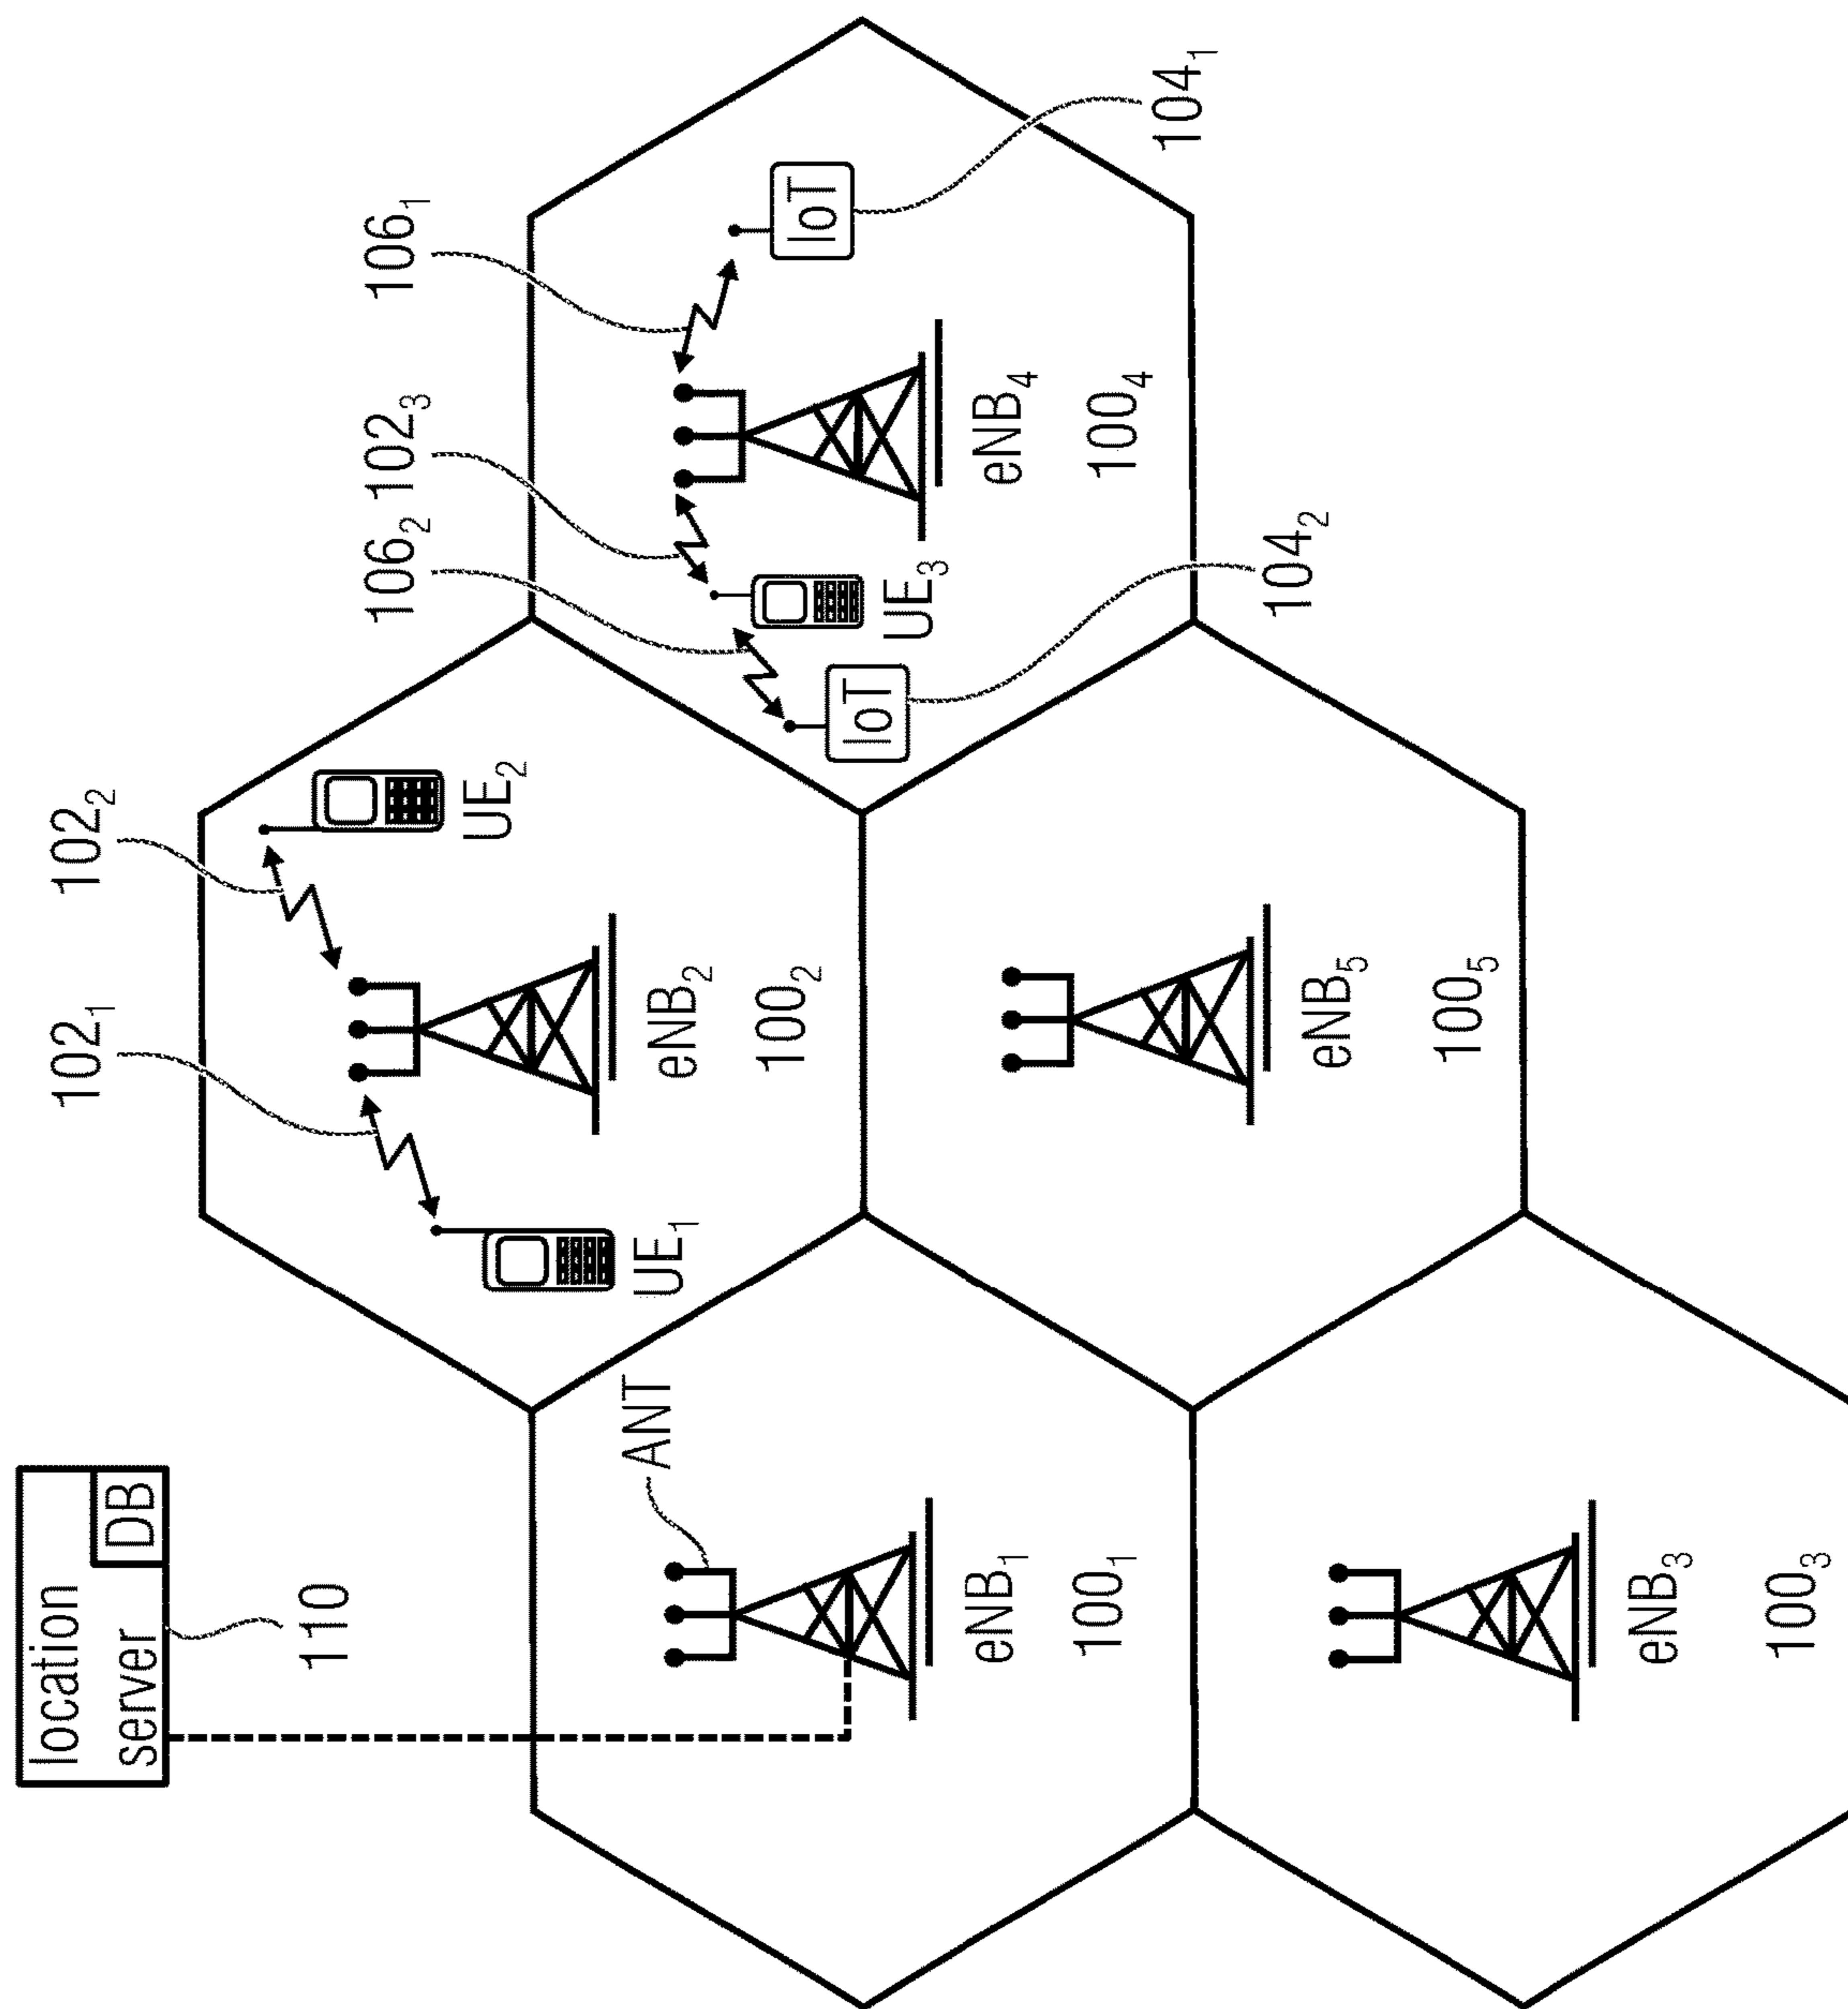 location
server
DB
110
ANT
eNB₁
100₁
eNB₃
100₃
102₁
102₂
UE₁
UE₂
eNB₂
100₂
eNB₅
100₅
106₂
102₃
106₁
UE₃
IoT
104₂
eNB₄
100₄
IoT
104₁